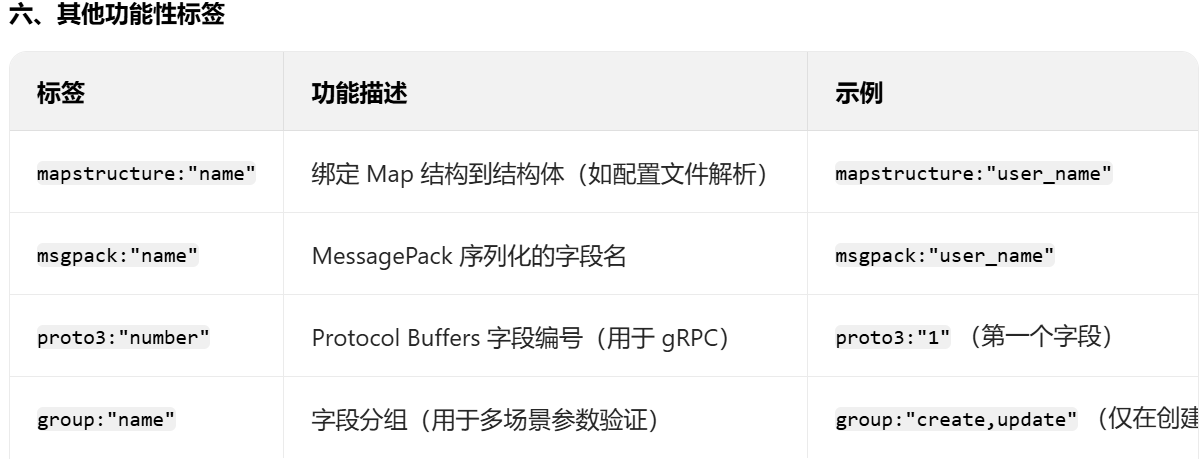 六、其他功能性标签
标签 功能描述 示例
mapstructure:"name" 绑定 Map 结构到结构体（如配置文件解析） mapstructure:"user_name"
msgpack:"name" MessagePack 序列化的字段名 msgpack:"user_name"
proto3:"number" Protocol Buffers 字段编号（用于 gRPC） proto3:"1" （第一个字段）
group:"name" 字段分组（用于多场景参数验证） group:"create,update" （仅在创建